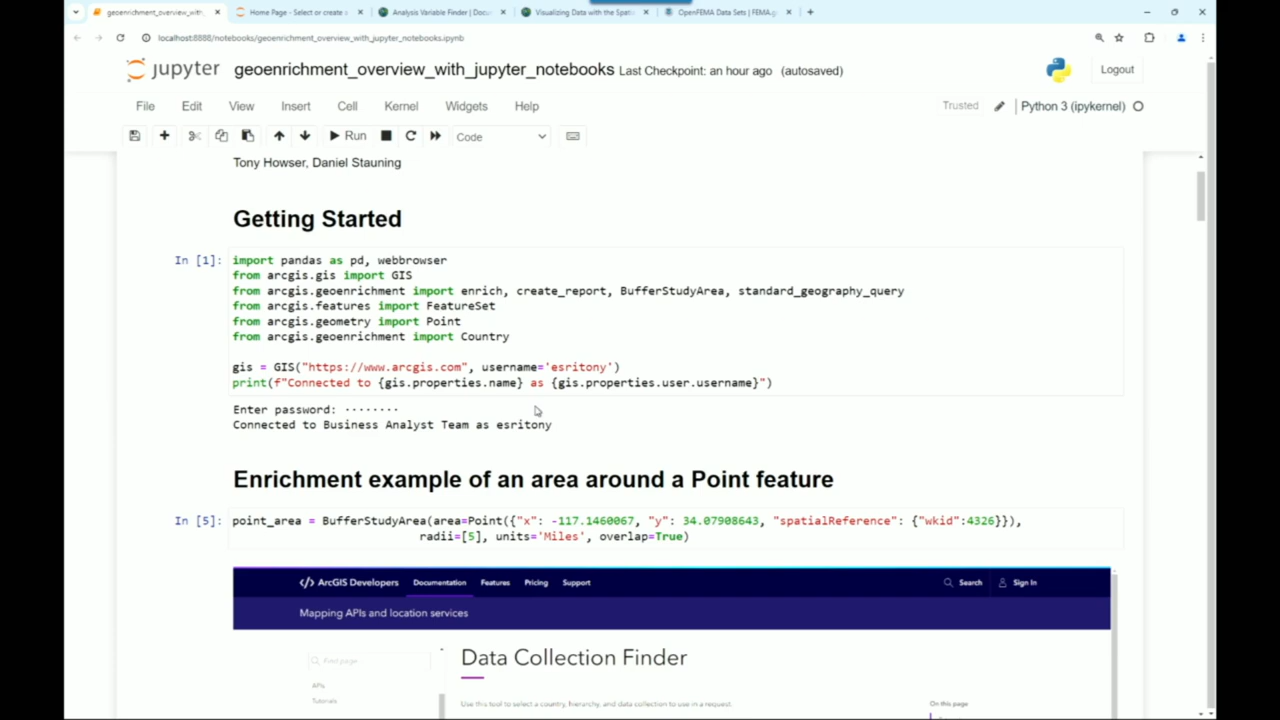 geoenrichment_overview_with_
Home Page - Select or create a
Analysis Variable Finder | Docu
Visualizing Data with the Spati
OpenFEMA Data Sets | FEMA.g
localhost:8888/notebooks/geoenrichment_overview_with_jupyter_notebooks.ipynb
jupyter geoenrichment_overview_with_jupyter_notebooks Last Checkpoint: an hour ago (autosaved)
Logout
File Edit View Insert Cell Kernel Widgets Help
Trusted Python 3 (ipykernel)
Run Code
Tony Howser, Daniel Stauning
Getting Started
In [1]:
import pandas as pd, webbrowser
from arcgis.gis import GIS
from arcgis.geoenrichment import enrich, create_report, BufferStudyArea, standard_geography_query
from arcgis.features import FeatureSet
from arcgis.geometry import Point
from arcgis.geoenrichment import Country
gis = GIS("https://www.arcgis.com", username='esritony')
print(f"Connected to {gis.properties.name} as {gis.properties.user.username}")
Enter password: ········
Connected to Business Analyst Team as esritony
Enrichment example of an area around a Point feature
In [5]:
point_area = BufferStudyArea(area=Point({"x": -117.1460067, "y": 34.07908643, "spatialReference": {"wkid":4326}}),
radii=[5], units='Miles', overlap=True)
</> ArcGIS Developers Documentation Features Pricing Support
Search Sign In
Mapping APIs and location services
Find page...
Data Collection Finder
APIs
Tutorials
Use this tool to select a country, hierarchy, and data collection to use in a request.
On this page